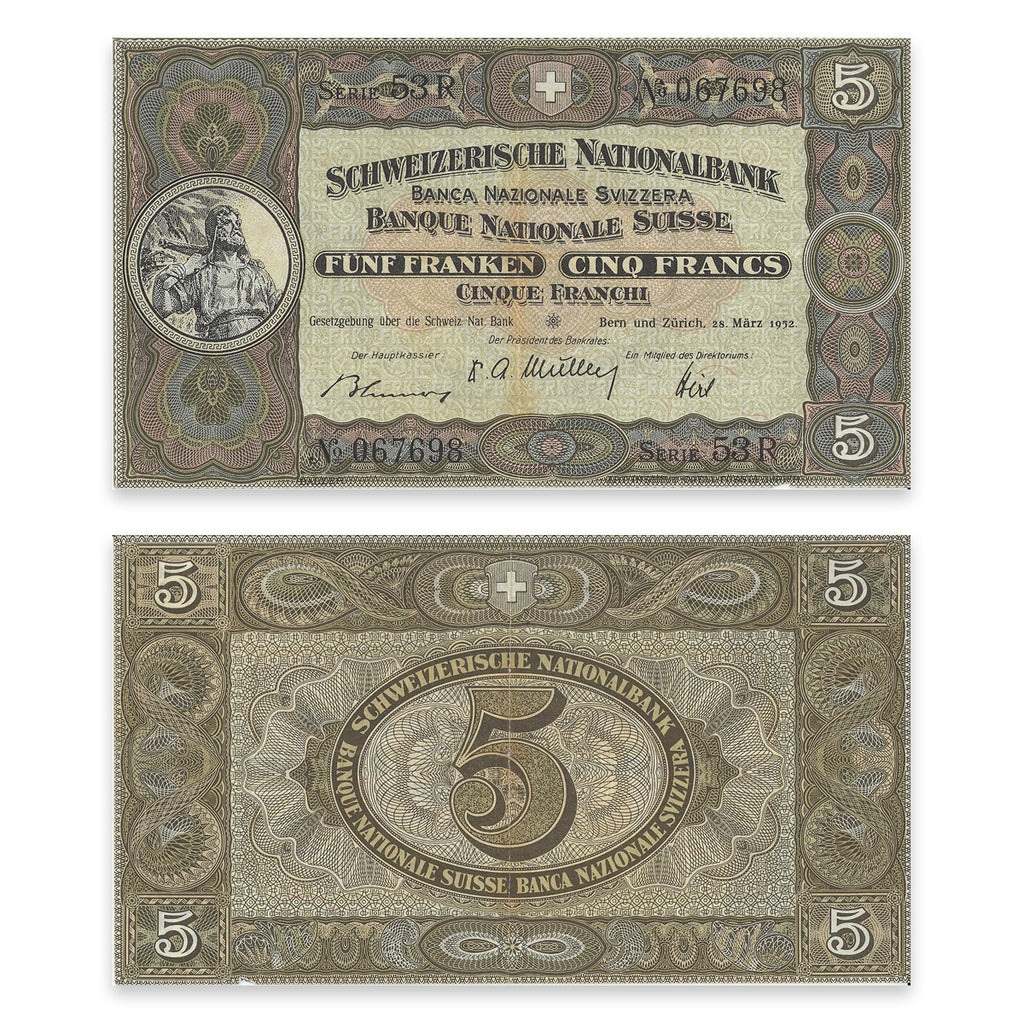 SERIE 53 R
No 067698
5
SCHWEIZERISCHE NATIONALBANK
BANCA NAZIONALE SVIZZERA
BANQUE NATIONALE SUISSE
FÜNF FRANKEN CINQ FRANCS
CINQUE FRANCHI
Gesetzgebung über die Schweiz. Nat. Bank Bern und Zürich, 28. März 1952.
Der Präsident des Bankrates:
Der Hauptkassier: Ein Mitglied des Direktoriums:
5
No 067698
SERIE 53 R
BALZER
5
5
SCHWEIZERISCHE NATIONALBANK
5
BANQUE NATIONALE SUISSE BANCA NAZIONALE SVIZZERA
5
5